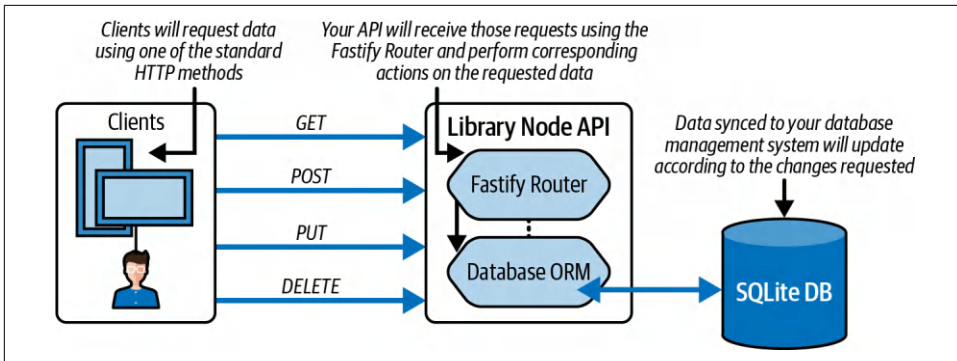 Clients will request data
using one of the standard
HTTP methods
Your API will receive those requests using the
Fastify Router and perform corresponding
actions on the requested data
Clients
GET
POST
PUT
DELETE
Library Node API
Fastify Router
Database ORM
Data synced to your database
management system will update
according to the changes requested
SQLite DB